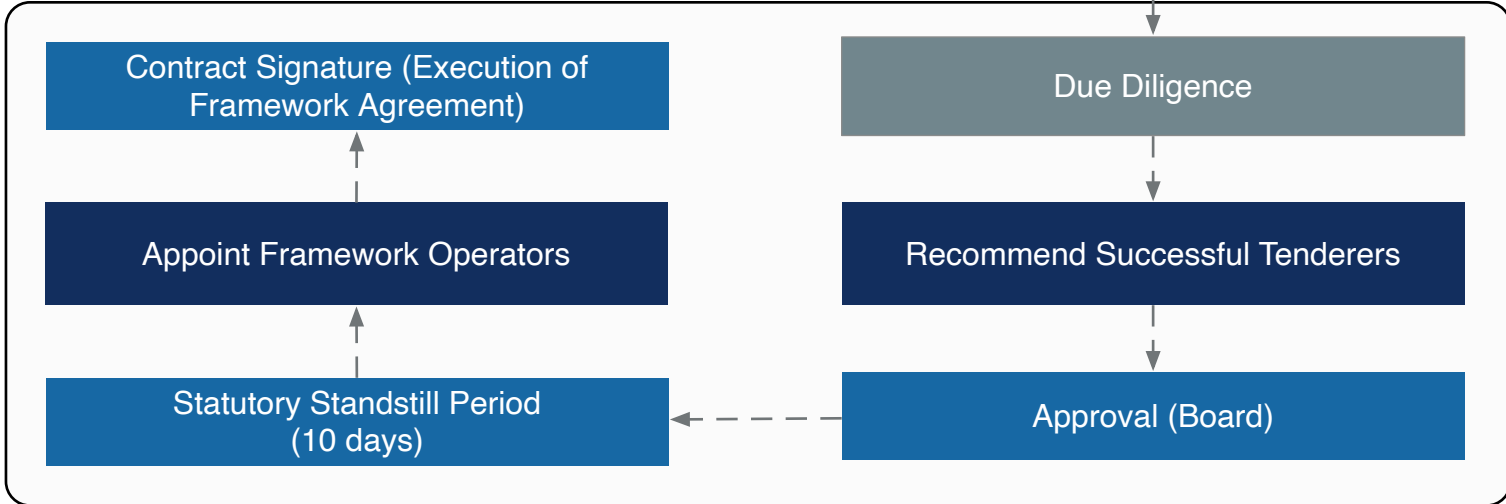 Contract Signature (Execution of
Framework Agreement)
Due Diligence
Appoint Framework Operators
Recommend Successful Tenderers
Statutory Standstill Period
(10 days)
Approval (Board)